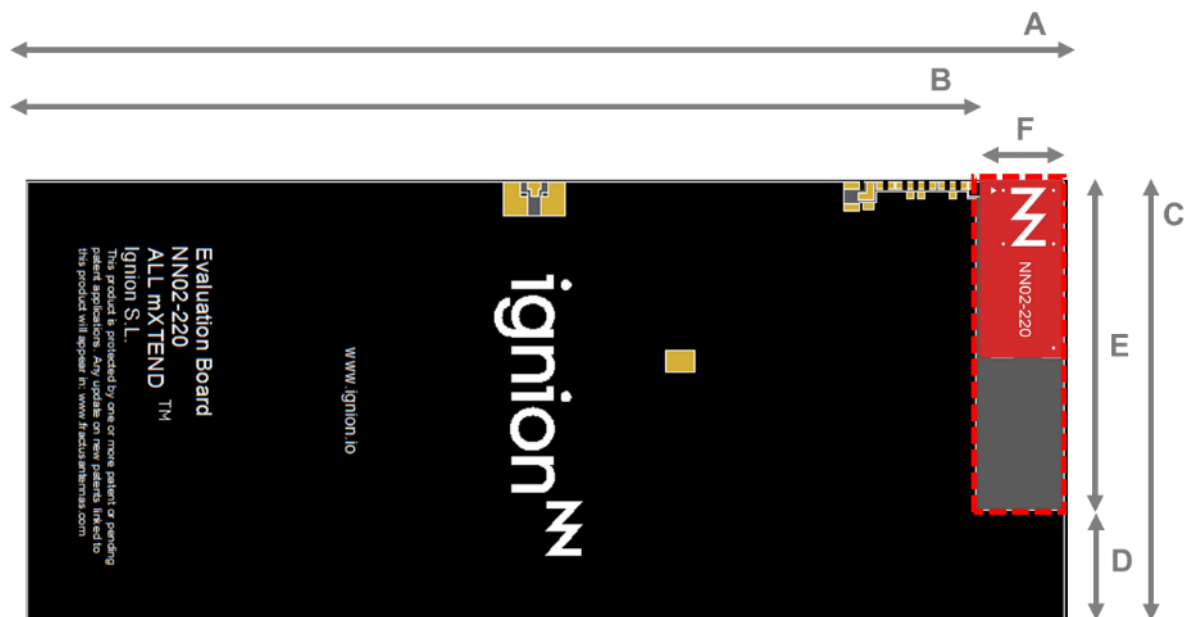 A
B
F
C
E
D
NN02-220
Evaluation Board
NN02-220
ALL mXTEND TM
Ignion S.L.
This product is protected by one or more patent or pending
patent applications. Any update on new patents linked to
this product will appear in: www.fractusantennas.com
www.ignion.io
ignion